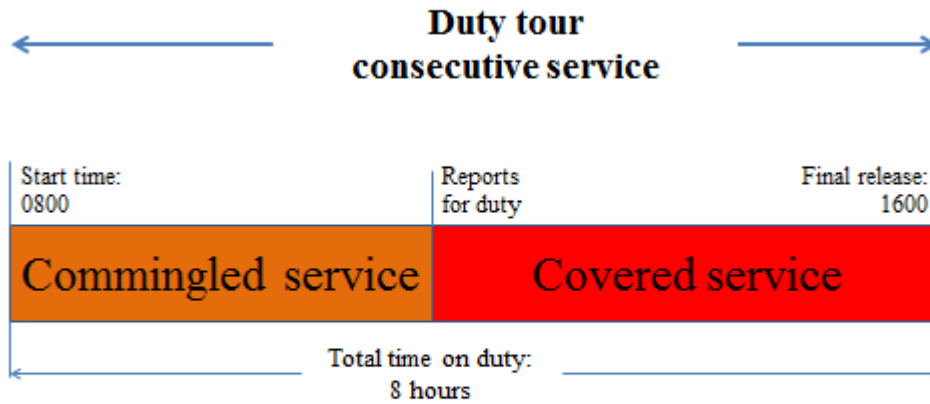 Duty tour
consecutive service
Start time:
0800
Reports
for duty
Final release:
1600
Commingled service
Covered service
Total time on duty:
8 hours